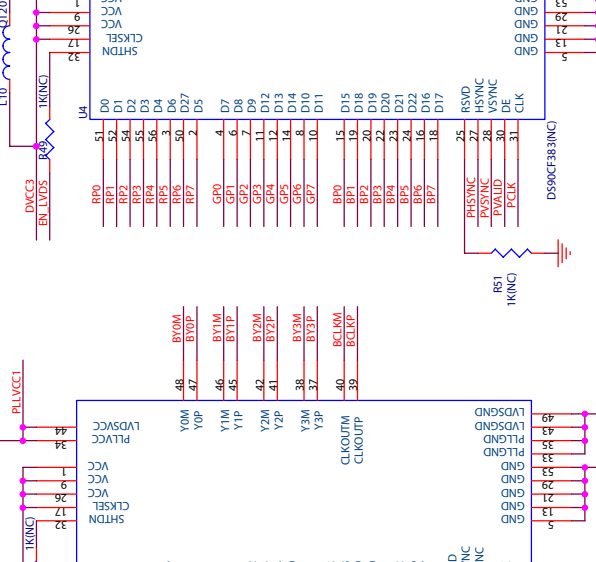 VCC 1
VCC 9
CLKSEL 26
SHTDN 17
32
GND 53
GND 29
GND 21
GND 13
GND 5
L10
1K(NC)
R49
U4
D0 D1 D2 D3 D4 D6 D27 D5
D7 D8 D9 D12 D13 D14 D10 D11
D15 D18 D19 D20 D22 D21 D24 D16 D17
RSVD HSYNC VSYNC DE CLK
51 52 54 55 56 3 50 2
4 6 7 11 12 14 8 10
15 19 20 22 23 24 16 18
25 27 28 30 31
DS90CF383(NC)
DVCC3
EN_LVDS
RP0 RP1 RP2 RP3 RP4 RP5 RP6 RP7
GP0 GP1 GP2 GP3 GP4 GP5 GP6 GP7
BP0 BP1 BP2 BP3 BP4 BP5 BP6 BP7
PHSYNC PVSYNC PVALID PCLK
R51
1K(NC)
BY0M BY0P BY1M BY1P BY2M BY2P BY3M BY3P BCLKM BCLKP
48 47 46 45 42 41 38 37 40 39
Y0M Y0P Y1M Y1P Y2M Y2P Y3M Y3P CLKOUTM CLKOUTP
PLLVCC1
LVDSVCC 44
PLLVCC 34
VCC 1
VCC 9
VCC 26
CLKSEL 17
SHTDN 32
1K(NC)
LVDSGND 49
LVDSGND 43
PLLGND 35
PLLGND 33
GND 53
GND 29
GND 21
GND 13
GND 5